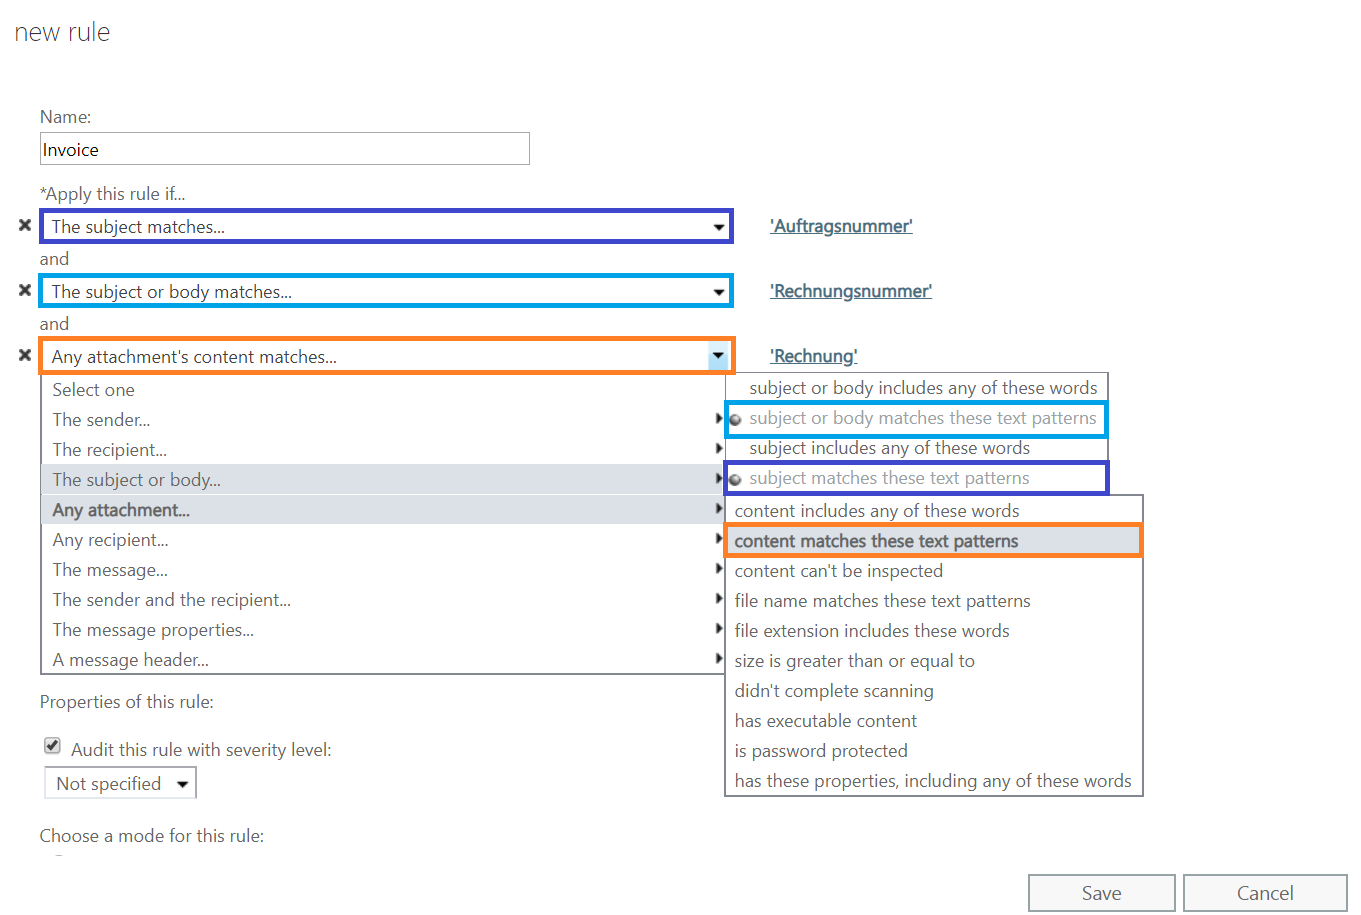 new rule
Name:
Invoice
*Apply this rule if...
The subject matches... 'Auftragsnummer'
and
The subject or body matches... 'Rechnungsnummer'
and
Any attachment's content matches... 'Rechnung'
Select one
The sender...
The recipient...
The subject or body...
Any attachment...
Any recipient...
The message...
The sender and the recipient...
The message properties...
A message header...
subject or body includes any of these words
subject or body matches these text patterns
subject includes any of these words
subject matches these text patterns
content includes any of these words
content matches these text patterns
content can't be inspected
file name matches these text patterns
file extension includes these words
size is greater than or equal to
didn't complete scanning
has executable content
is password protected
has these properties, including any of these words
Properties of this rule:
Audit this rule with severity level:
Not specified
Choose a mode for this rule:
Save Cancel